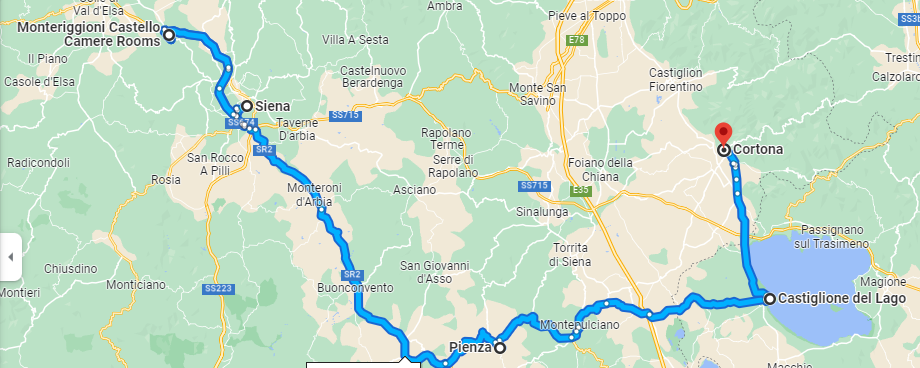 Val d'Elsa
Ambra
Pieve al Toppo
Monteriggioni Castello
Camere Rooms
Villa A Sesta
E78
Il Piano
Casole d'Elsa
Castelnuovo
Berardenga
Castiglion
Fiorentino
Monte San
Savino
Siena
SS715
Taverne
D'arbia
SR2
Rapolano
Terme
Cortona
Radicondoli
San Rocco
A Pilli
Serre di
Rapolano
Foiano della
Chiana
Rosia
Monteroni
d'Arbia
Asciano
SS715
E35
Sinalunga
Passignano
sul Trasimeno
Torrita
di Siena
Chiusdino
San Giovanni
d'Asso
SR2
Monticiano
SS223
Buonconvento
Magione
Montieri
Castiglione del Lago
Montepulciano
Pienza